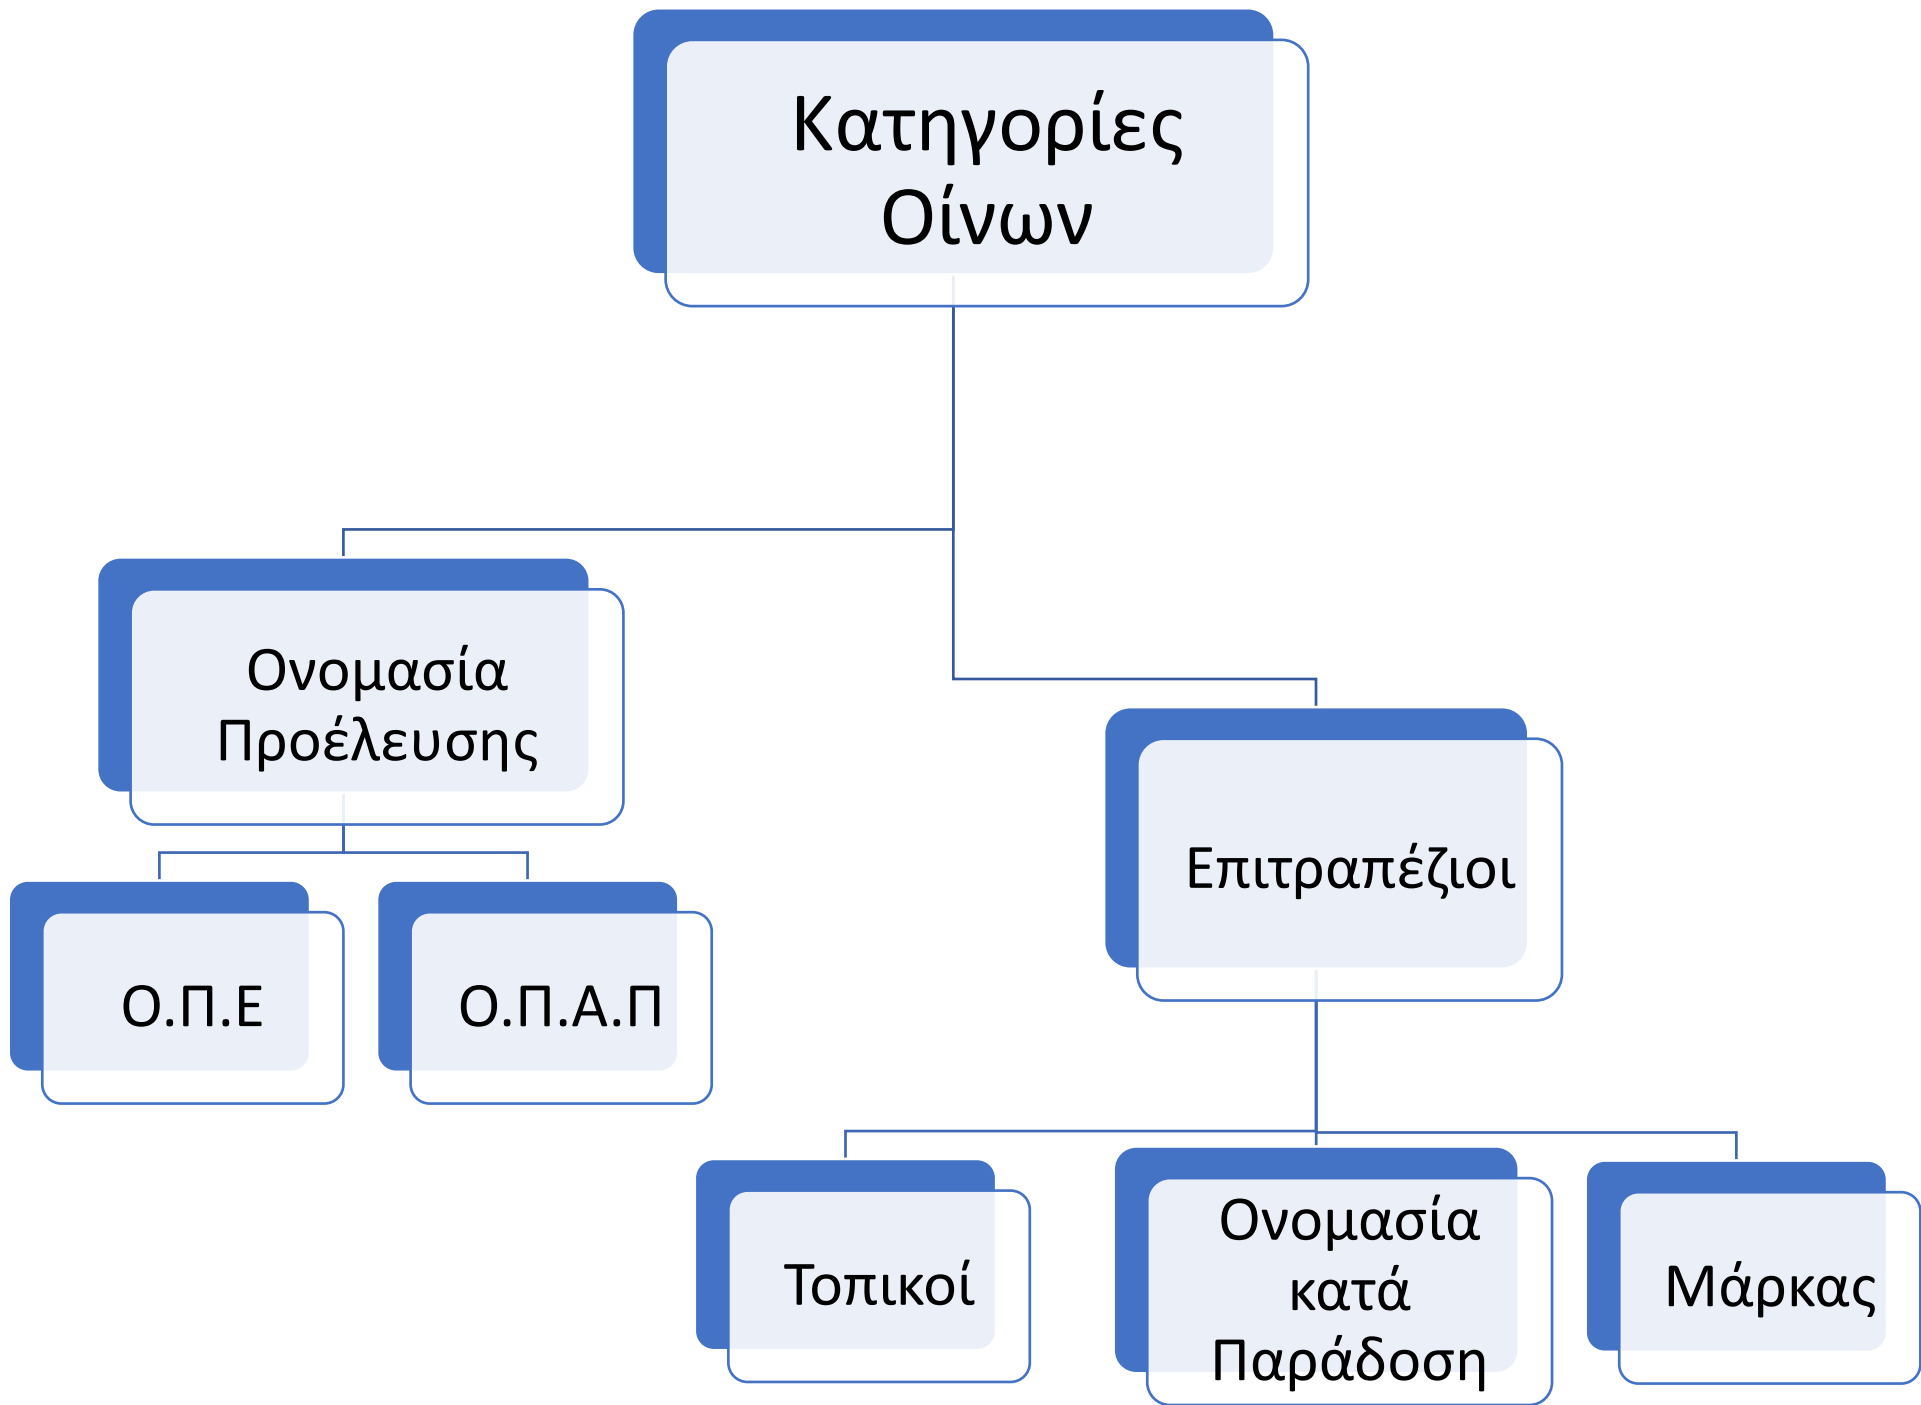 Κατηγορίες
Οίνων
Ονομασία
Προέλευσης
Επιτραπέζιοι
Ο.Π.Ε
Ο.Π.Α.Π
Τοπικοί
Ονομασία
κατά
Παράδοση
Μάρκας